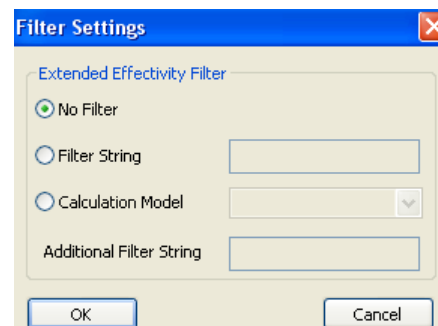 Filter Settings
Extended Effectivity Filter
No Filter
Filter String
Calculation Model
Additional Filter String
OK
Cancel